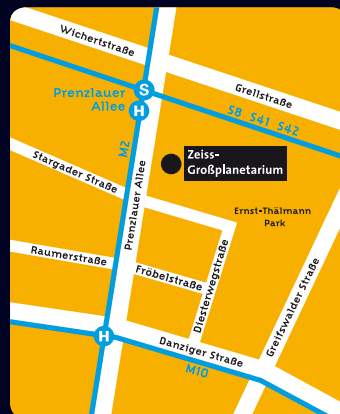 Wichertstraße
Grellstraße
Prenzlauer
Allee
S
H
S8 S41 S42
M2
Zeiss-
Großplanetarium
Stargader Straße
Prenzlauer Allee
Ernst-Thälmann
Park
Raumerstraße
Fröbelstraße
Diesterwegstraße
Greifswalder Straße
H
Danziger Straße
M10